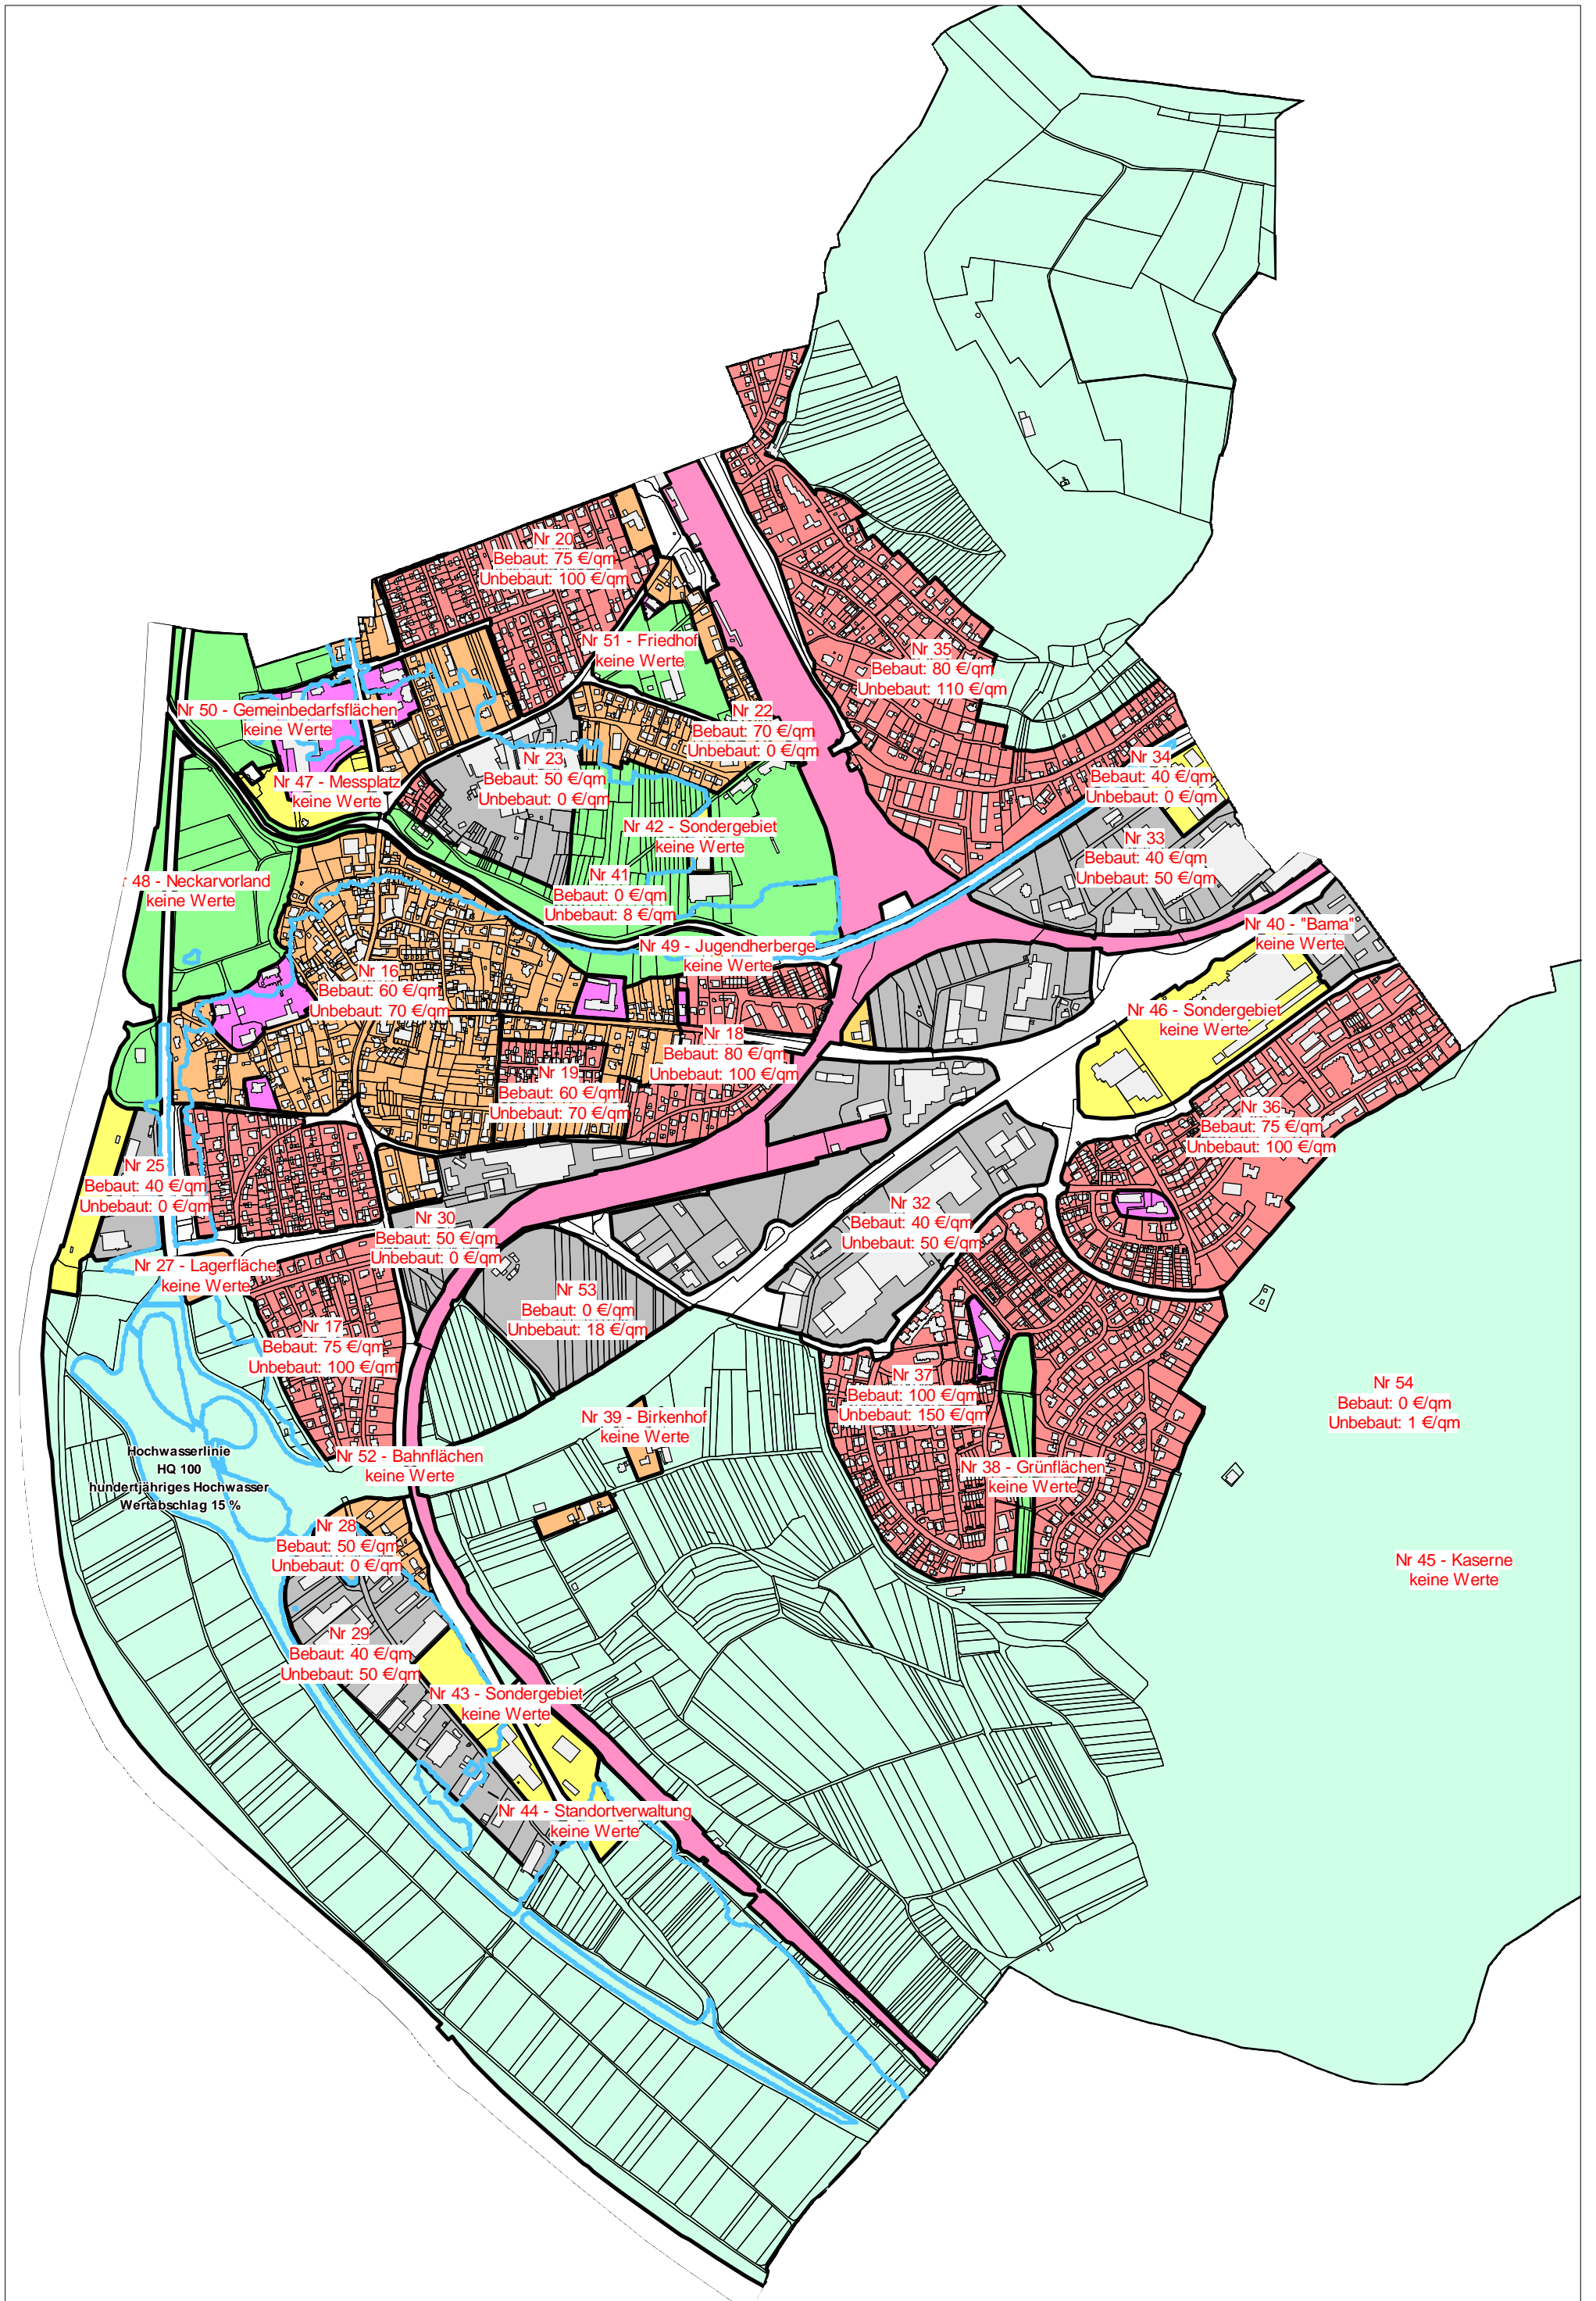 Nr 20
Bebaut: 75 €/qm
Unbebaut: 100 €/qm
Nr 51 - Friedhof
keine Werte
Nr 35
Bebaut: 80 €/qm
Unbebaut: 110 €/qm
Nr 50 - Gemeinbedarfsflächen
keine Werte
Nr 22
Bebaut: 70 €/qm
Unbebaut: 0 €/qm
Nr 23
Bebaut: 50 €/qm
Unbebaut: 0 €/qm
Nr 34
Bebaut: 40 €/qm
Unbebaut: 0 €/qm
Nr 47 - Messplatz
keine Werte
Nr 42 - Sondergebiet
keine Werte
Nr 33
Bebaut: 40 €/qm
Unbebaut: 50 €/qm
r 48 - Neckarvorland
keine Werte
Nr 41
Bebaut: 0 €/qm
Unbebaut: 8 €/qm
Nr 40 - "Bama"
keine Werte
Nr 49 - Jugendherberge
keine Werte
Nr 16
Bebaut: 60 €/qm
Unbebaut: 70 €/qm
Nr 46 - Sondergebiet
keine Werte
Nr 18
Bebaut: 80 €/qm
Unbebaut: 100 €/qm
Nr 19
Bebaut: 60 €/qm
Unbebaut: 70 €/qm
Nr 36
Bebaut: 75 €/qm
Unbebaut: 100 €/qm
Nr 25
Bebaut: 40 €/qm
Unbebaut: 0 €/qm
Nr 32
Bebaut: 40 €/qm
Unbebaut: 50 €/qm
Nr 30
Bebaut: 50 €/qm
Unbebaut: 0 €/qm
Nr 27 - Lagerfläche
keine Werte
Nr 53
Bebaut: 0 €/qm
Unbebaut: 18 €/qm
Nr 17
Bebaut: 75 €/qm
Unbebaut: 100 €/qm
Nr 37
Bebaut: 100 €/qm
Unbebaut: 150 €/qm
Nr 54
Bebaut: 0 €/qm
Unbebaut: 1 €/qm
Nr 39 - Birkenhof
keine Werte
Hochwasserlinie
HQ 100
hundertjähriges Hochwasser
Wertabschlag 15 %
Nr 52 - Bahnflächen
keine Werte
Nr 38 - Grünflächen
keine Werte
Nr 28
Bebaut: 50 €/qm
Unbebaut: 0 €/qm
Nr 45 - Kaserne
keine Werte
Nr 29
Bebaut: 40 €/qm
Unbebaut: 50 €/qm
Nr 43 - Sondergebiet
keine Werte
Nr 44 - Standortverwaltung
keine Werte